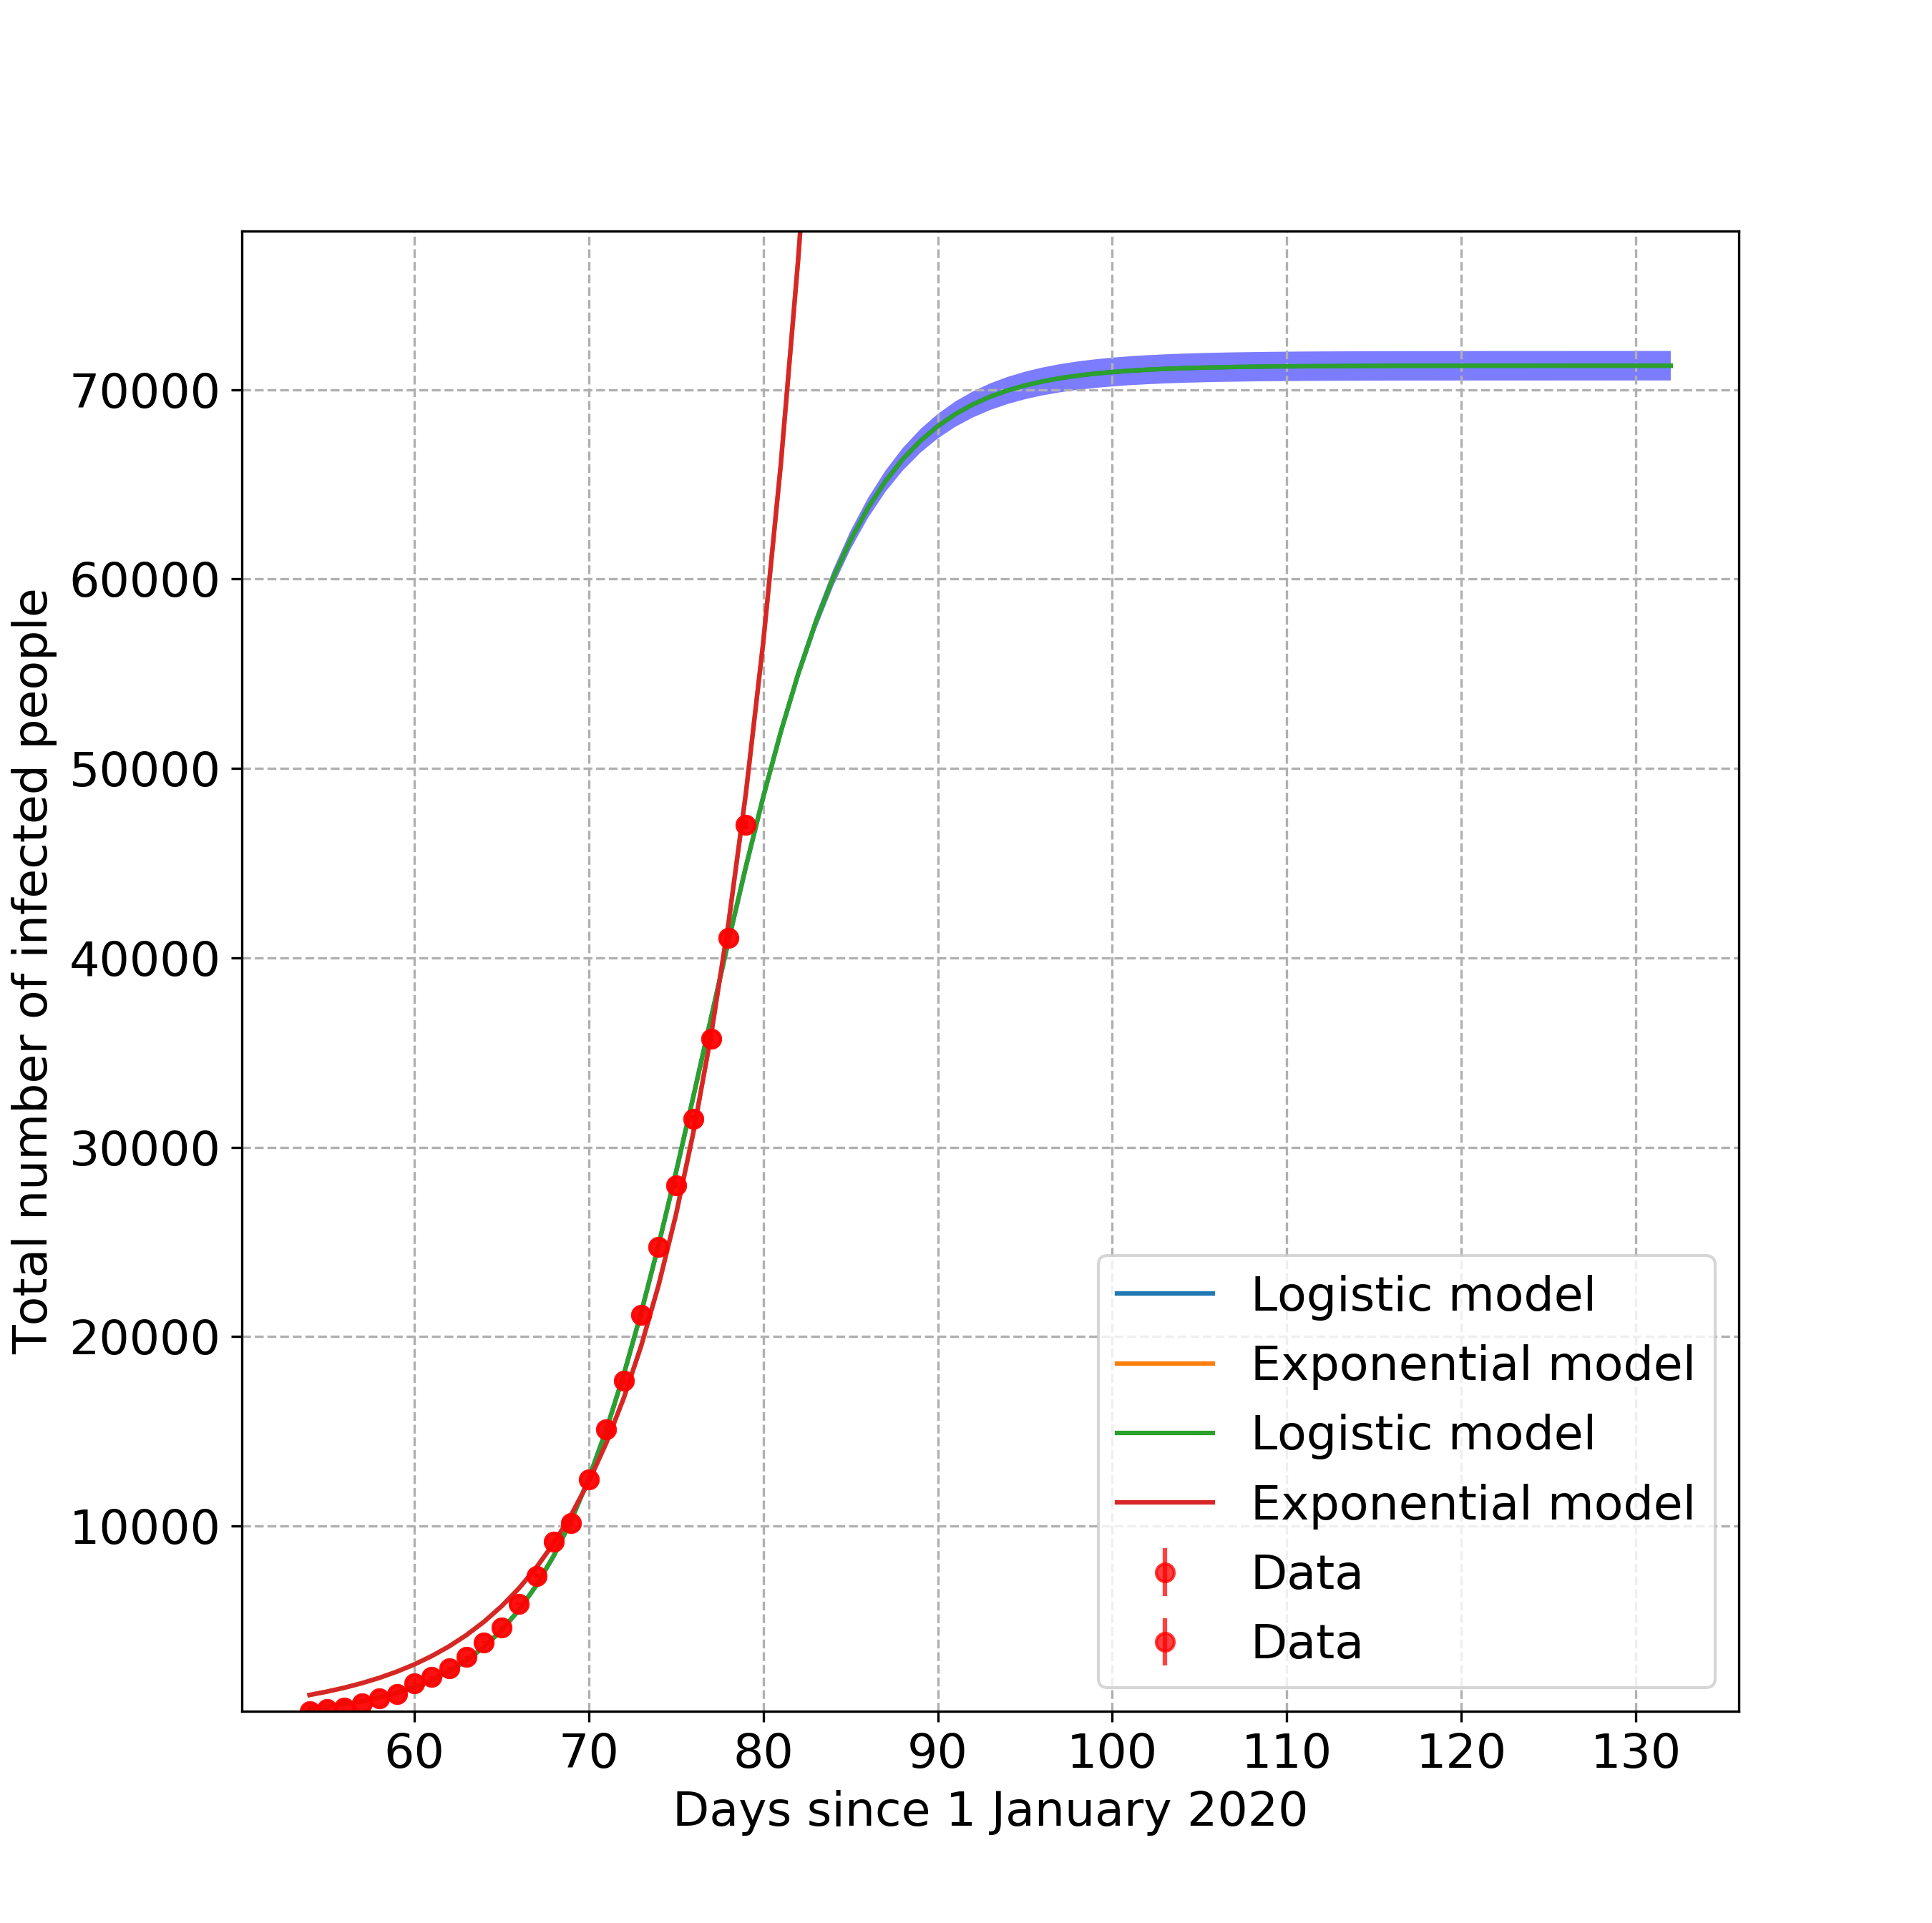 Total number of infected people
70000
60000
50000
40000
30000
20000
10000
60 70 80 90 100 110 120 130
Days since 1 January 2020
Logistic model
Exponential model
Logistic model
Exponential model
Data
Data